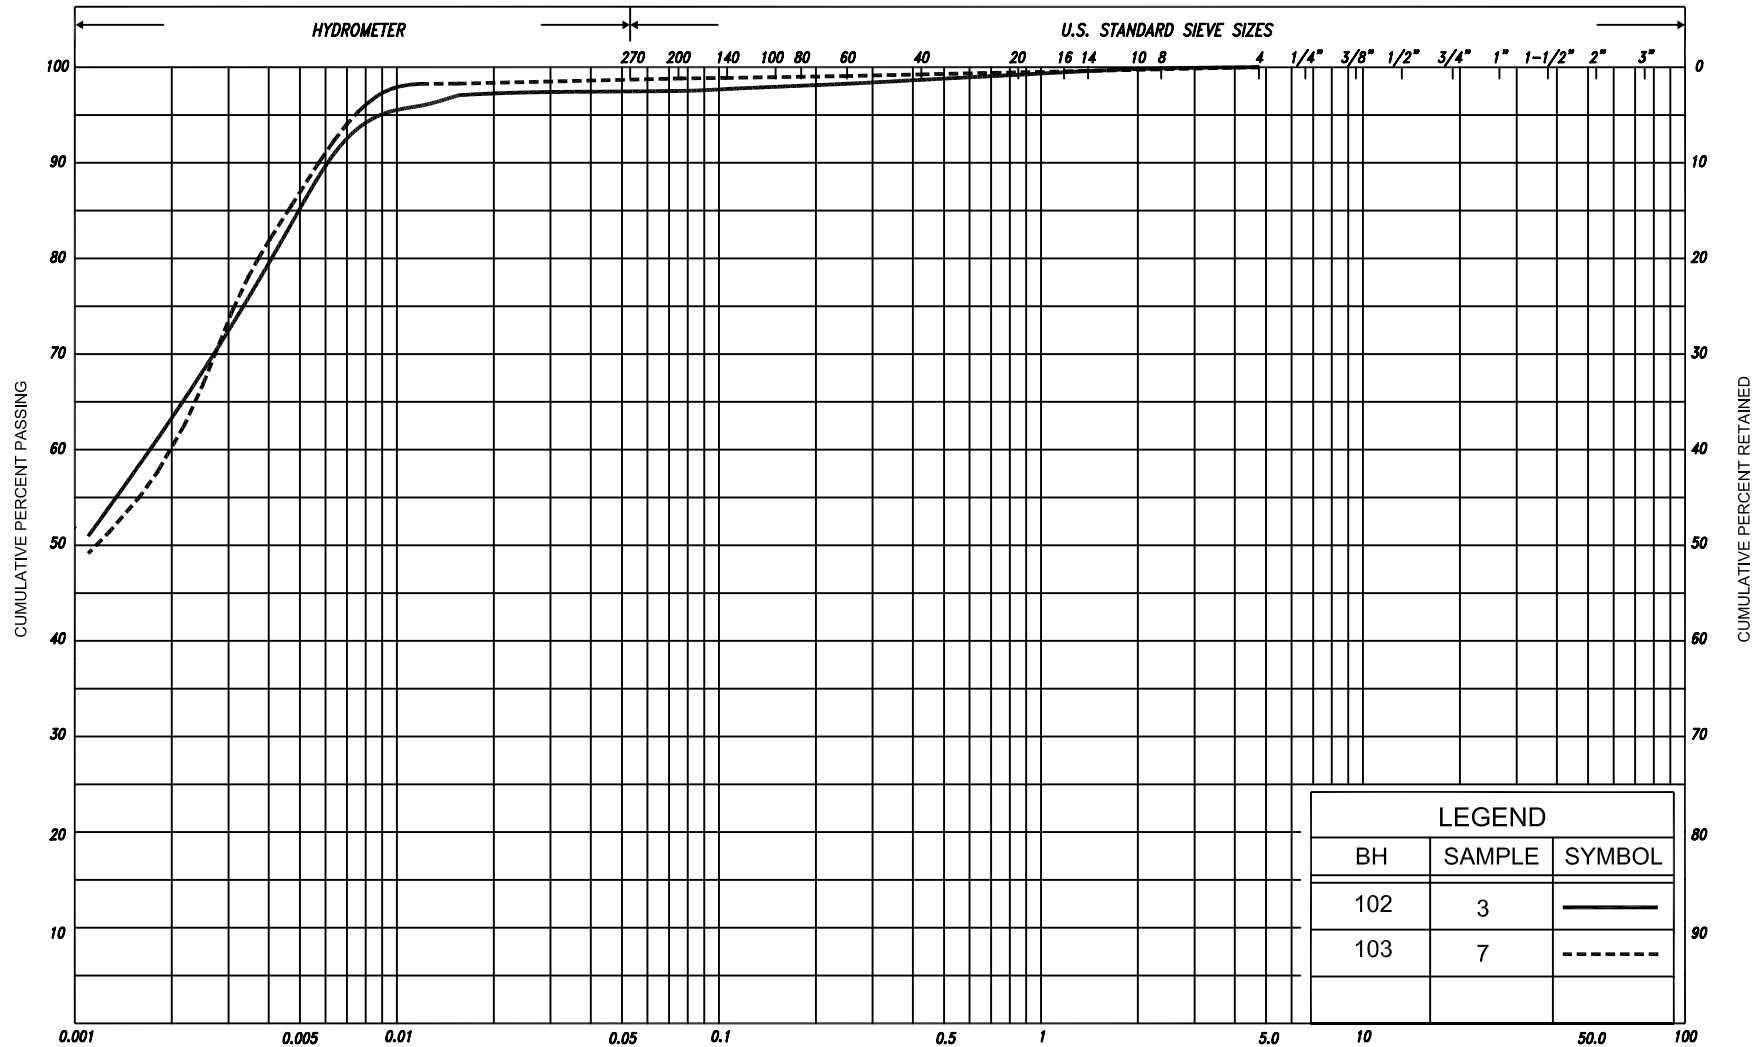 HYDROMETER U.S. STANDARD SIEVE SIZES
270 200 140 100 80 60 40 20 16 14 10 8 4 1/4" 3/8" 1/2" 3/4" 1" 1-1/2" 2" 3"
100 0
90 10
80 20
70 30
60 40
50 50
40 60
30 70
20 80
10 90
CUMULATIVE PERCENT PASSING
CUMULATIVE PERCENT RETAINED
LEGEND
BH SAMPLE SYMBOL
102 3
103 7
0.001 0.005 0.01 0.05 0.1 0.5 1 5.0 10 50.0 100